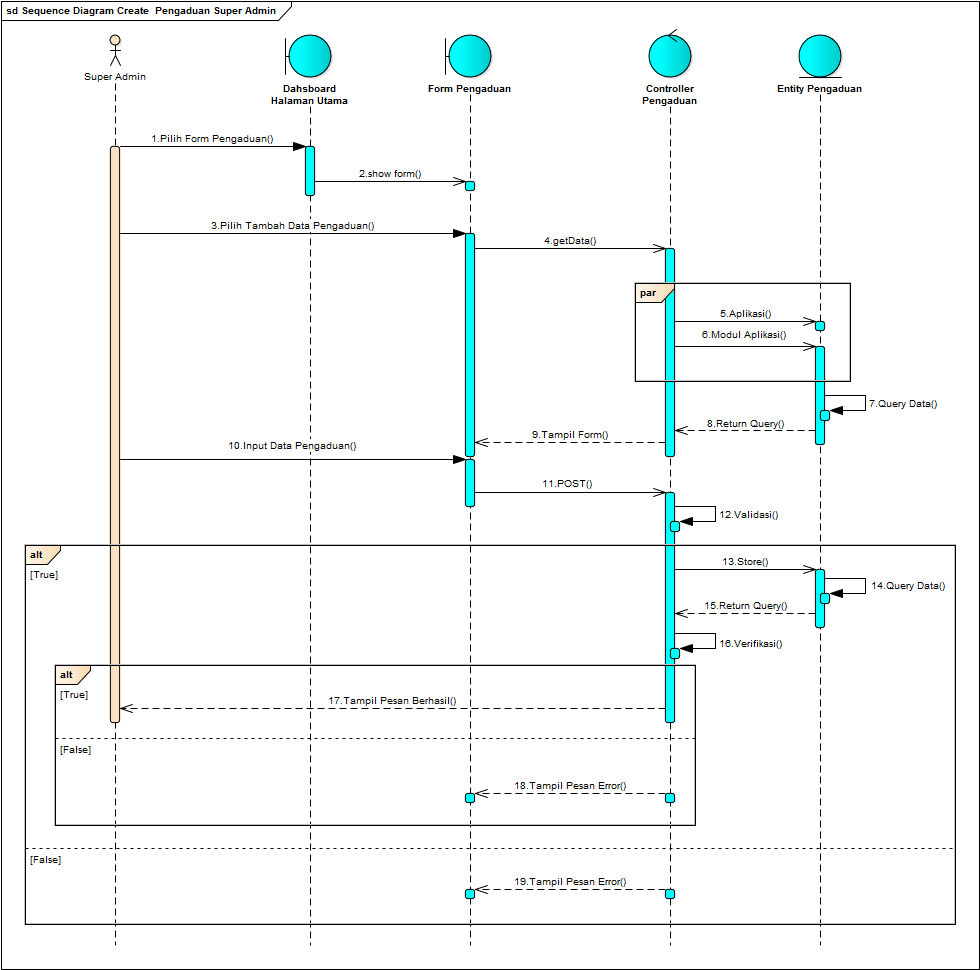 sd Sequence Diagram Create  Pengaduan Super Admin
Super Admin
Dahsboard
Halaman Utama
Form Pengaduan
Controller
Pengaduan
Entity Pengaduan
1.Pilih Form Pengaduan()
2.show form()
3.Pilih Tambah Data Pengaduan()
4.getData()
par
5.Aplikasi()
6.Modul Aplikasi()
7.Query Data()
8.Return Query()
9.Tampil Form()
10.Input Data Pengaduan()
11.POST()
12.Validasi()
alt
[True]
13.Store()
14.Query Data()
15.Return Query()
16.Verifikasi()
alt
[True]
17.Tampil Pesan Berhasil()
[False]
18.Tampil Pesan Error()
[False]
19.Tampil Pesan Error()